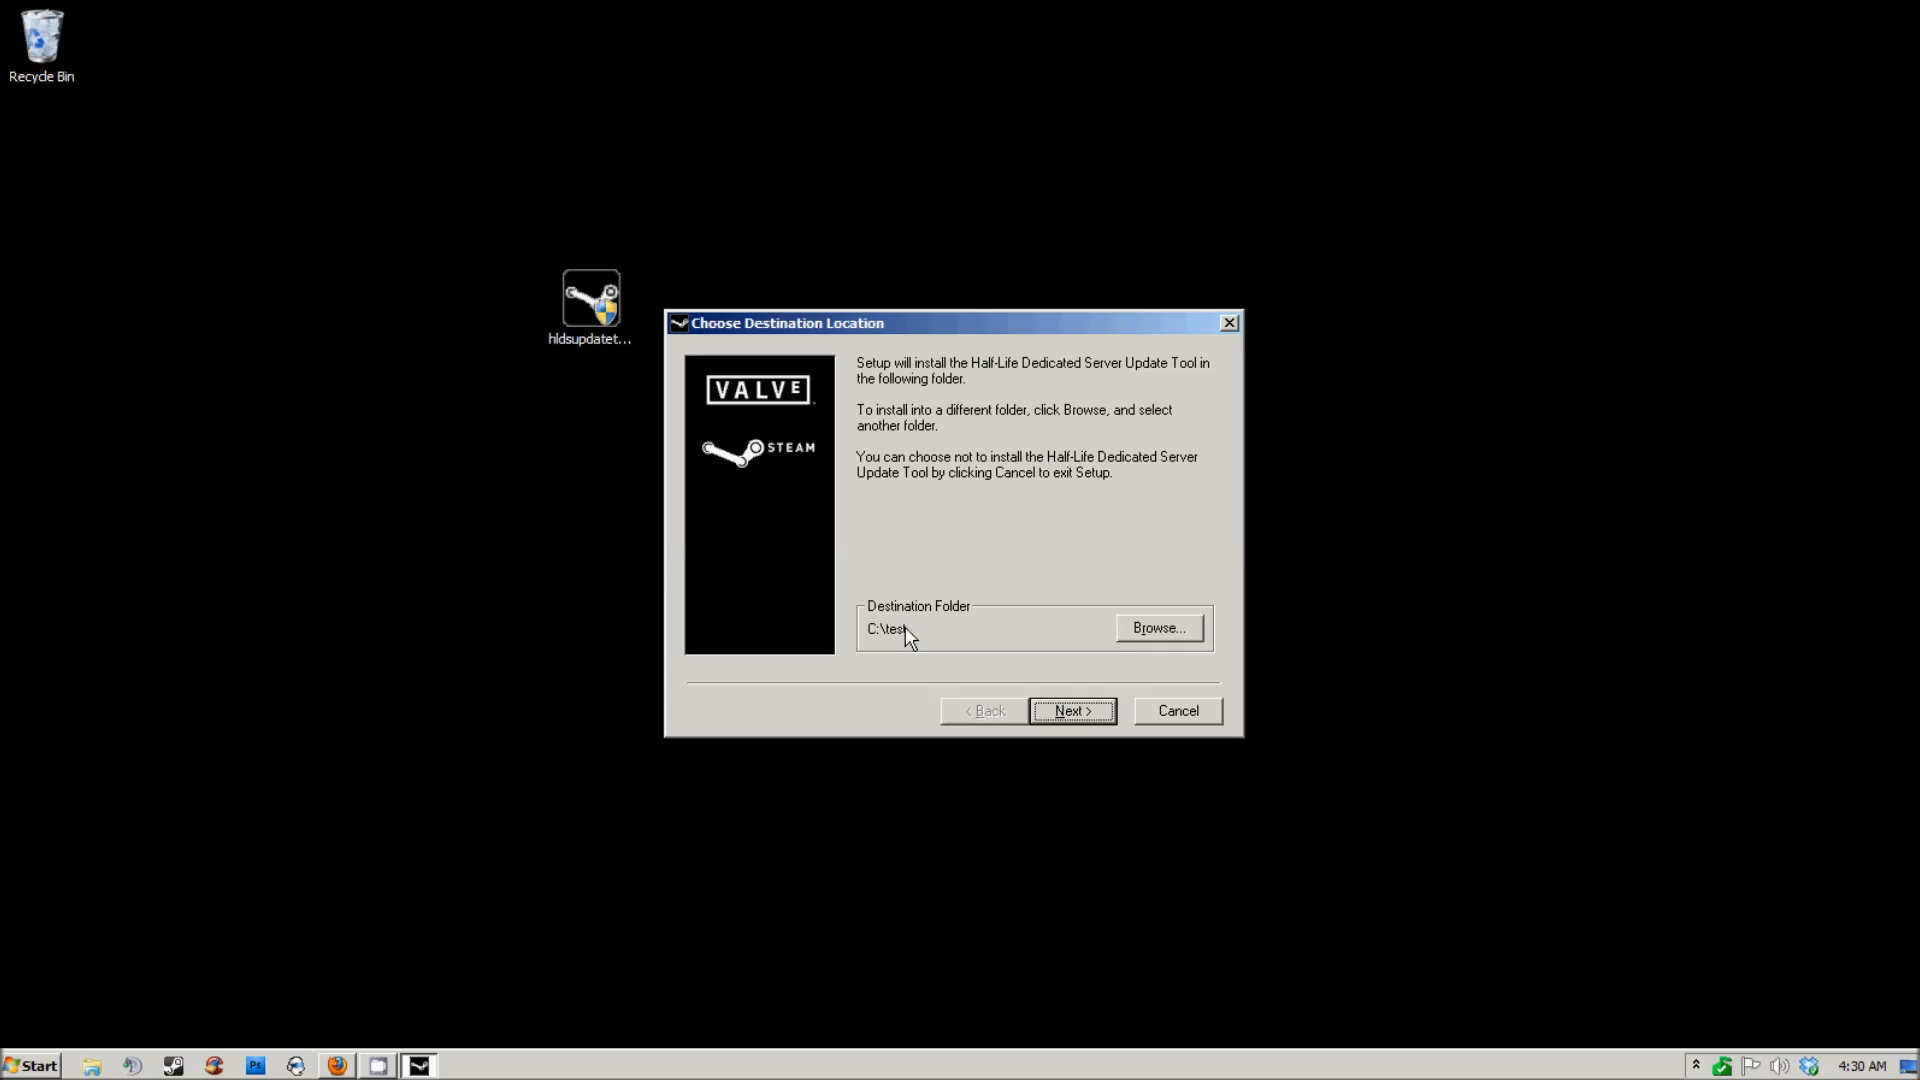 Recycle Bin
hldsupdatet...
Choose Destination Location
VALVE
STEAM
Setup will install the Half-Life Dedicated Server Update Tool in
the following folder.
To install into a different folder, click Browse, and select
another folder.
You can choose not to install the Half-Life Dedicated Server
Update Tool by clicking Cancel to exit Setup.
Destination Folder
C:\test
Browse...
< Back
Next >
Cancel
Start
Ps
4:30 AM